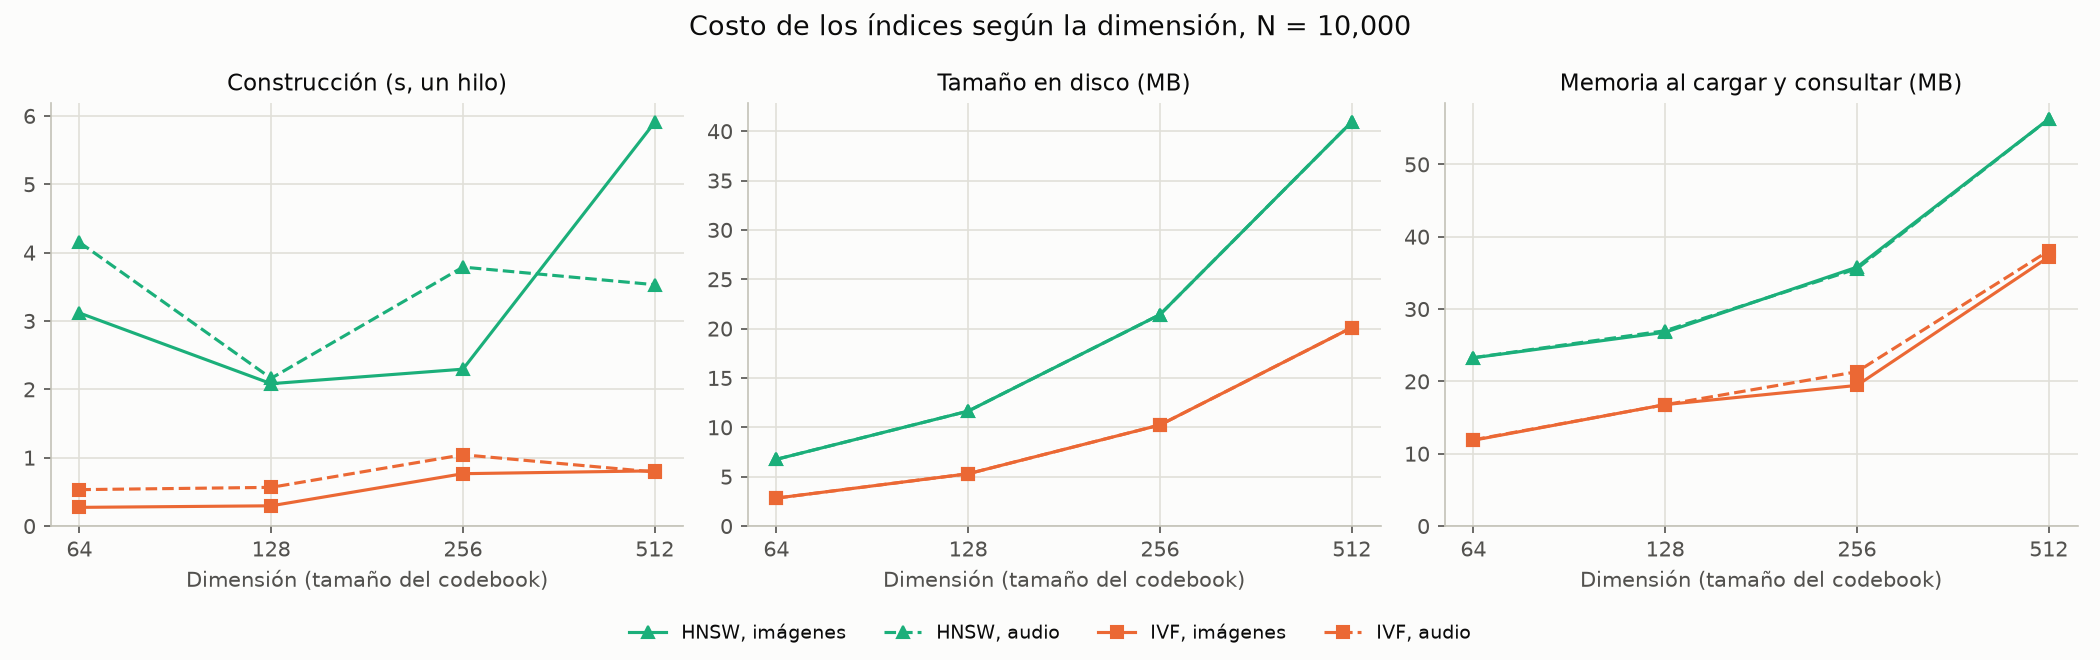 Costo de los índices según la dimensión, N = 10,000
Construcción (s, un hilo)
6
5
4
3
2
1
0
64 128 256 512
Dimensión (tamaño del codebook)
Tamaño en disco (MB)
40
35
30
25
20
15
10
5
0
64 128 256 512
Dimensión (tamaño del codebook)
Memoria al cargar y consultar (MB)
50
40
30
20
10
0
64 128 256 512
Dimensión (tamaño del codebook)
HNSW, imágenes HNSW, audio IVF, imágenes IVF, audio